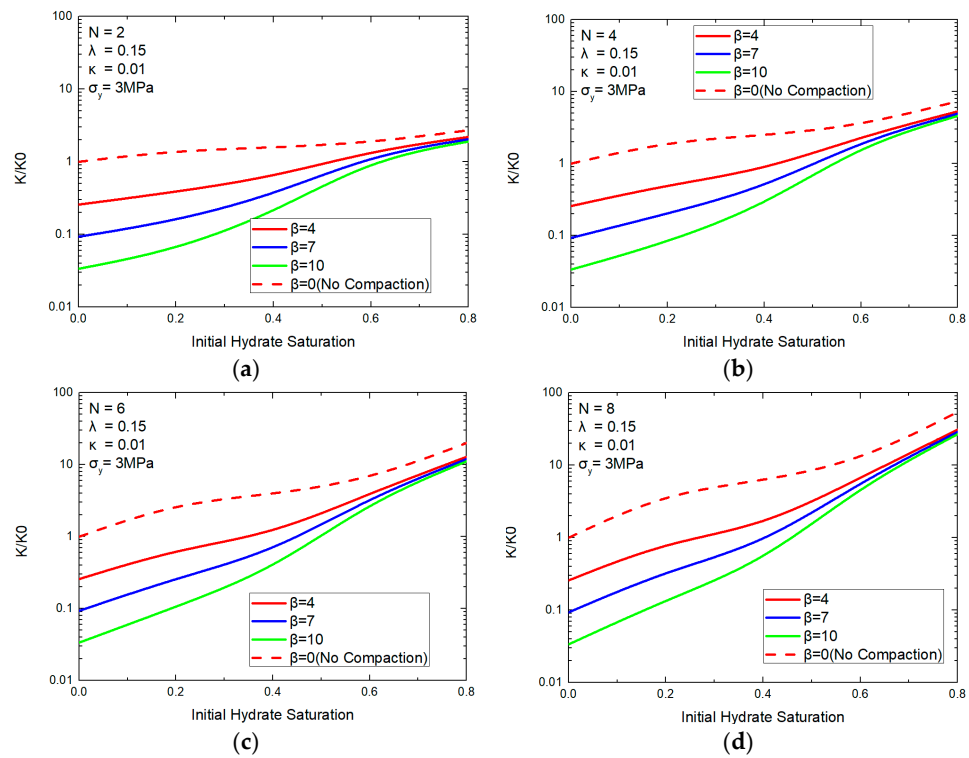 100
10
1
0.1
0.01
K/K0
N = 2
λ = 0.15
κ = 0.01
σy= 3MPa
β=4
β=7
β=10
β=0(No Compaction)
0.0 0.2 0.4 0.6 0.8
Initial Hydrate Saturation
(a)
100
10
1
0.1
0.01
K/K0
N = 4
λ = 0.15
κ = 0.01
σy= 3MPa
β=4
β=7
β=10
β=0(No Compaction)
0.0 0.2 0.4 0.6 0.8
Initial Hydrate Saturation
(b)
100
10
1
0.1
0.01
K/K0
N = 6
λ = 0.15
κ = 0.01
σy= 3MPa
β=4
β=7
β=10
β=0(No Compaction)
0.0 0.2 0.4 0.6 0.8
Initial Hydrate Saturation
(c)
100
10
1
0.1
0.01
K/K0
N = 8
λ = 0.15
κ = 0.01
σy= 3MPa
β=4
β=7
β=10
β=0(No Compaction)
0.0 0.2 0.4 0.6 0.8
Initial Hydrate Saturation
(d)